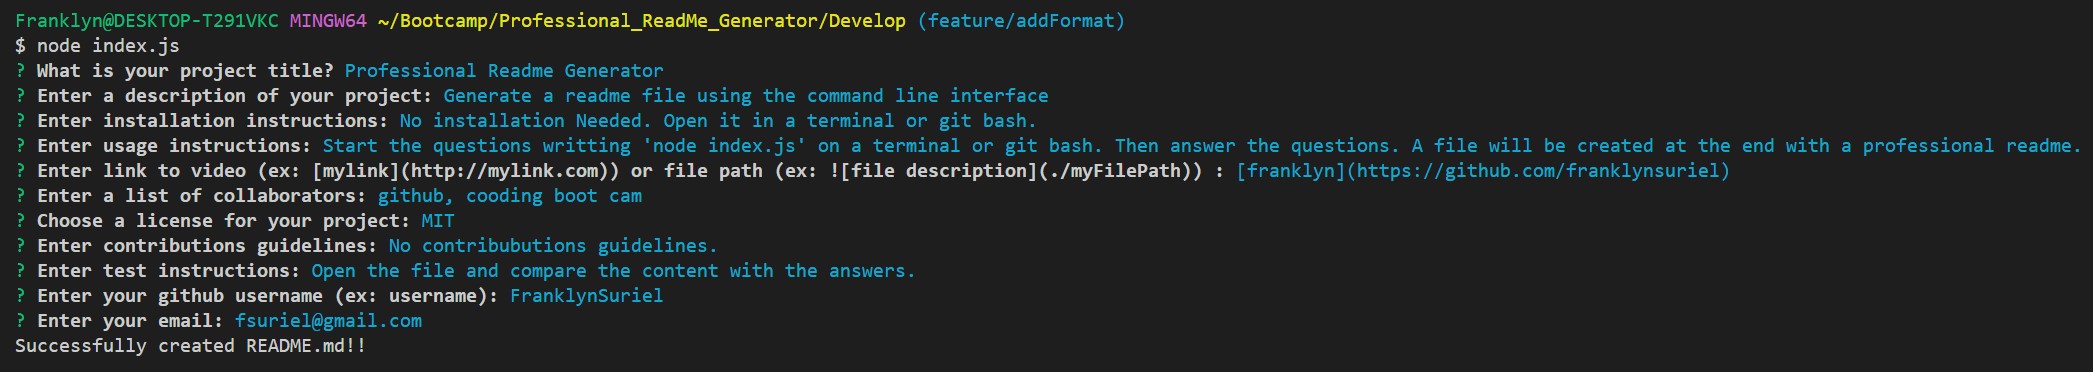 Franklyn@DESKTOP-T291VKC MINGW64 ~/Bootcamp/Professional_ReadMe_Generator/Develop (feature/addFormat)
$ node index.js
? What is your project title? Professional Readme Generator
? Enter a description of your project: Generate a readme file using the command line interface
? Enter installation instructions: No installation Needed. Open it in a terminal or git bash.
? Enter usage instructions: Start the questions writting 'node index.js' on a terminal or git bash. Then answer the questions. A file will be created at the end with a professional readme.
? Enter link to video (ex: [mylink](http://mylink.com)) or file path (ex: ![file description](./myFilePath)) : [franklyn](https://github.com/franklynsuriel)
? Enter a list of collaborators: github, cooding boot cam
? Choose a license for your project: MIT
? Enter contributions guidelines: No contribubutions guidelines.
? Enter test instructions: Open the file and compare the content with the answers.
? Enter your github username (ex: username): FranklynSuriel
? Enter your email: fsuriel@gmail.com
Successfully created README.md!!